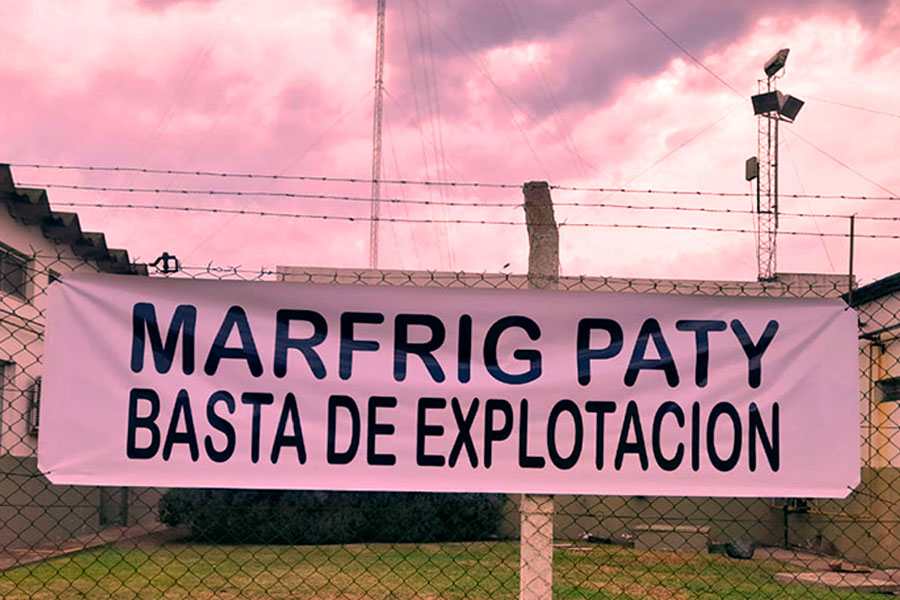 MARFRIG PATY
BASTA DE EXPLOTACION